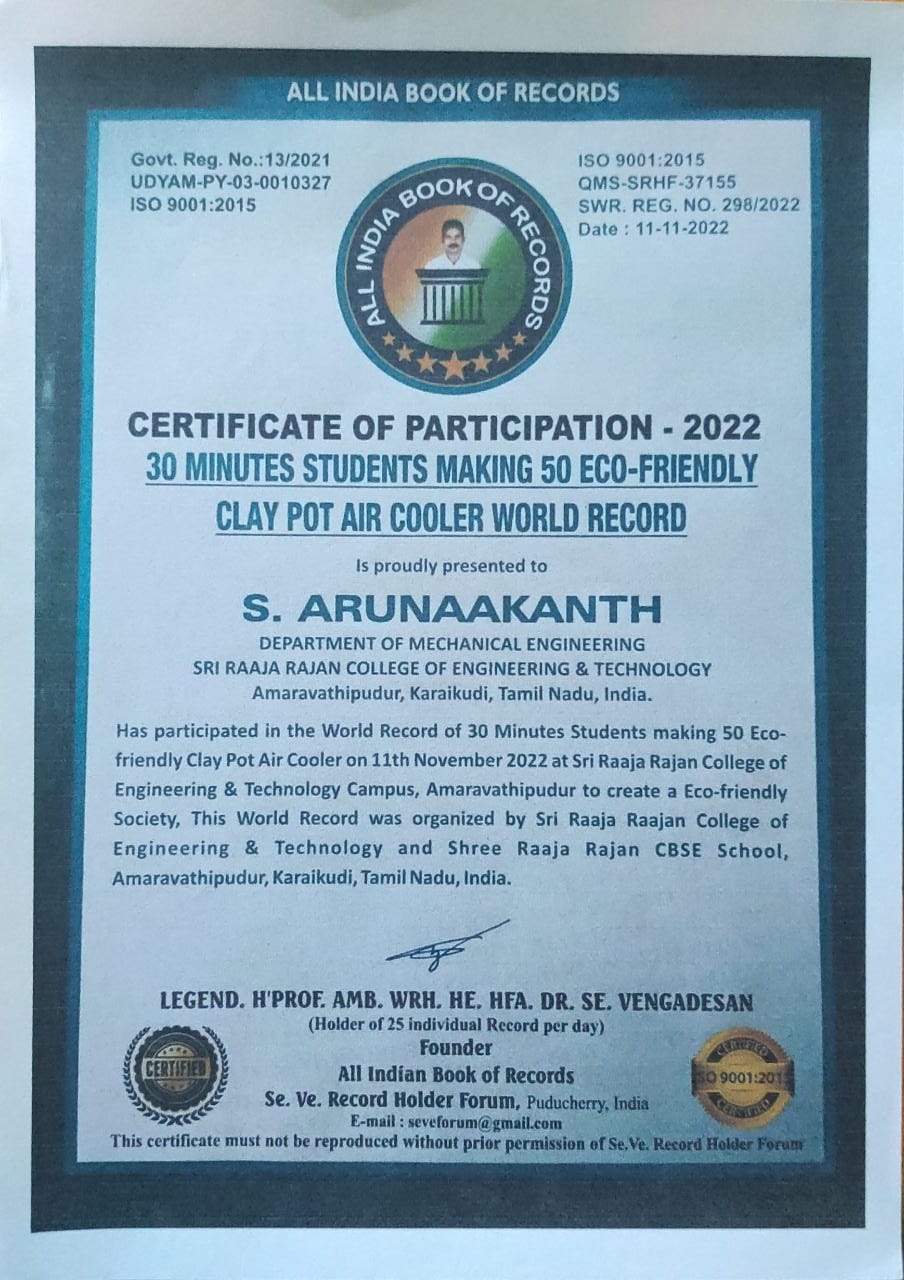 ALL INDIA BOOK OF RECORDS
Govt. Reg. No.:13/2021
UDYAM-PY-03-0010327
ISO 9001:2015
ISO 9001:2015
QMS-SRHF-37155
SWR. REG. NO. 298/2022
Date : 11-11-2022
ALL INDIA BOOK OF RECORDS
CERTIFICATE OF PARTICIPATION - 2022
30 MINUTES STUDENTS MAKING 50 ECO-FRIENDLY
CLAY POT AIR COOLER WORLD RECORD
Is proudly presented to
S. ARUNAAKANTH
DEPARTMENT OF MECHANICAL ENGINEERING
SRI RAAJA RAJAN COLLEGE OF ENGINEERING & TECHNOLOGY
Amaravathipudur, Karaikudi, Tamil Nadu, India.
Has participated in the World Record of 30 Minutes Students making 50 Eco-
friendly Clay Pot Air Cooler on 11th November 2022 at Sri Raaja Rajan College of
Engineering & Technology Campus, Amaravathipudur to create a Eco-friendly
Society, This World Record was organized by Sri Raaja Raajan College of
Engineering & Technology and Shree Raaja Rajan CBSE School,
Amaravathipudur, Karaikudi, Tamil Nadu, India.
LEGEND. H'PROF. AMB. WRH. HE. HFA. DR. SE. VENGADESAN
(Holder of 25 individual Record per day)
Founder
All Indian Book of Records
Se. Ve. Record Holder Forum, Puducherry, India
E-mail : seveforum@gmail.com
This certificate must not be reproduced without prior permission of Se.Ve. Record Holder Forum
CERTIFIED
CERTIFIED
ISO 9001:2015
CERTIFIED